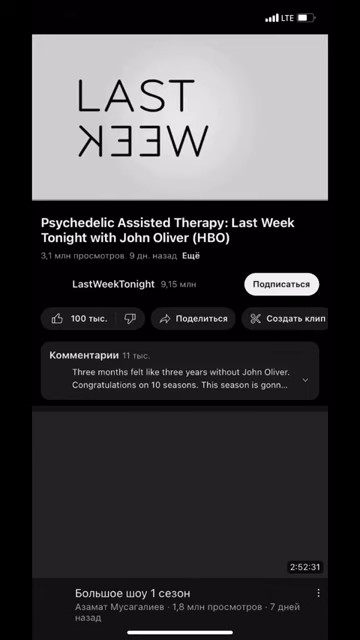 LTE
LAST
WEEK
Psychedelic Assisted Therapy: Last Week
Tonight with John Oliver (HBO)
3,1 млн просмотров 9 дн. назад Ещё
LastWeekTonight 9,15 млн
Подписаться
100 тыс.
Поделиться
Создать клип
Комментарии 11 тыс.
Three months felt like three years without John Oliver.
Congratulations on 10 seasons. This season is gonn...
2:52:31
Большое шоу 1 сезон
Азамат Мусагалиев · 1,8 млн просмотров · 7 дней
назад